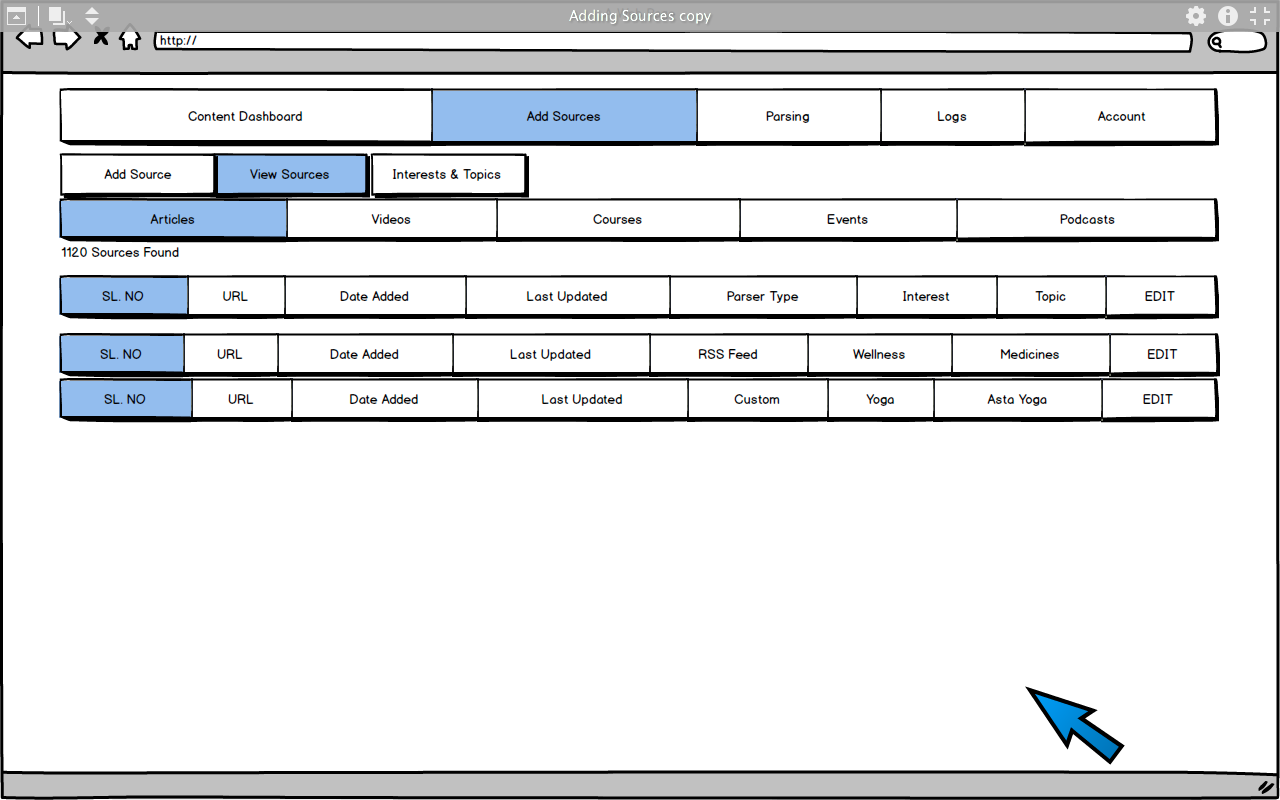 Adding Sources copy
http://
Content Dashboard Add Sources Parsing Logs Account
Add Source View Sources Interests & Topics
Articles Videos Courses Events Podcasts
1120 Sources Found
SL. NO URL Date Added Last Updated Parser Type Interest Topic EDIT
SL. NO URL Date Added Last Updated RSS Feed Wellness Medicines EDIT
SL. NO URL Date Added Last Updated Custom Yoga Asta Yoga EDIT